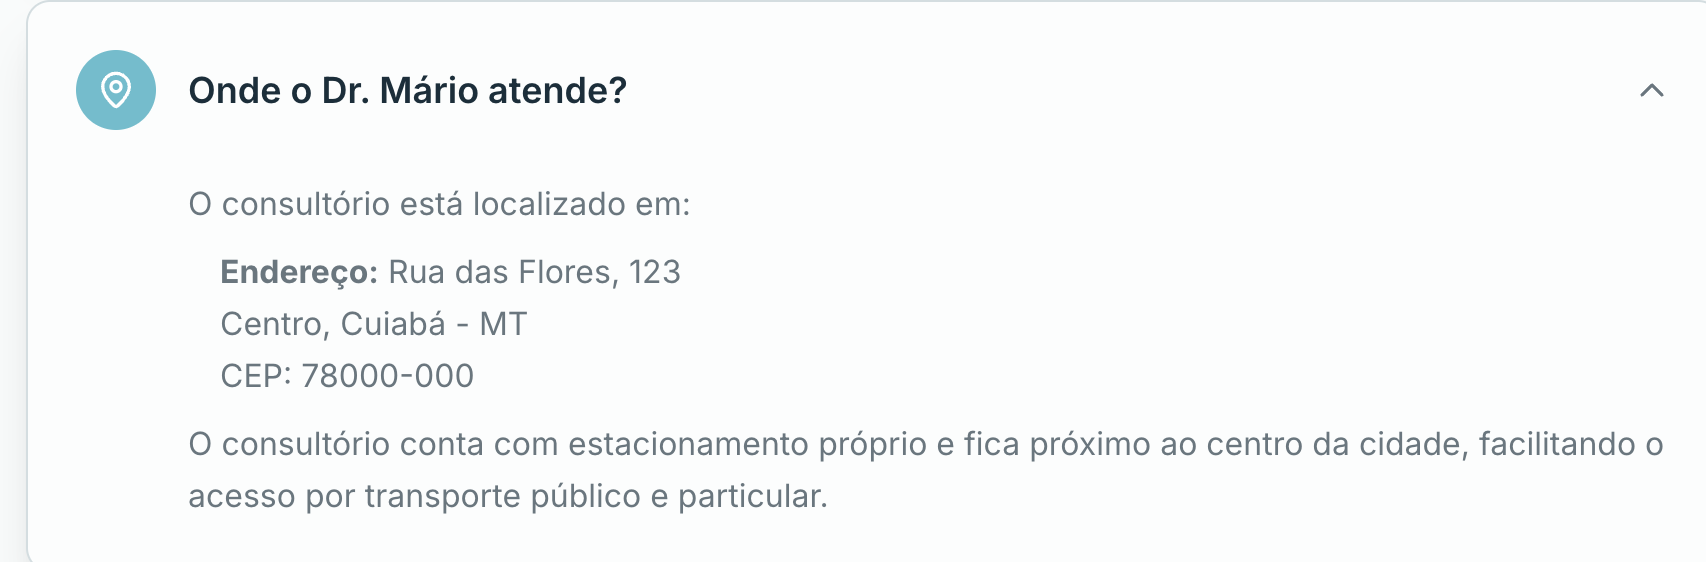 Onde o Dr. Mário atende?
O consultório está localizado em:
Endereço: Rua das Flores, 123
Centro, Cuiabá - MT
CEP: 78000-000
O consultório conta com estacionamento próprio e fica próximo ao centro da cidade, facilitando o
acesso por transporte público e particular.